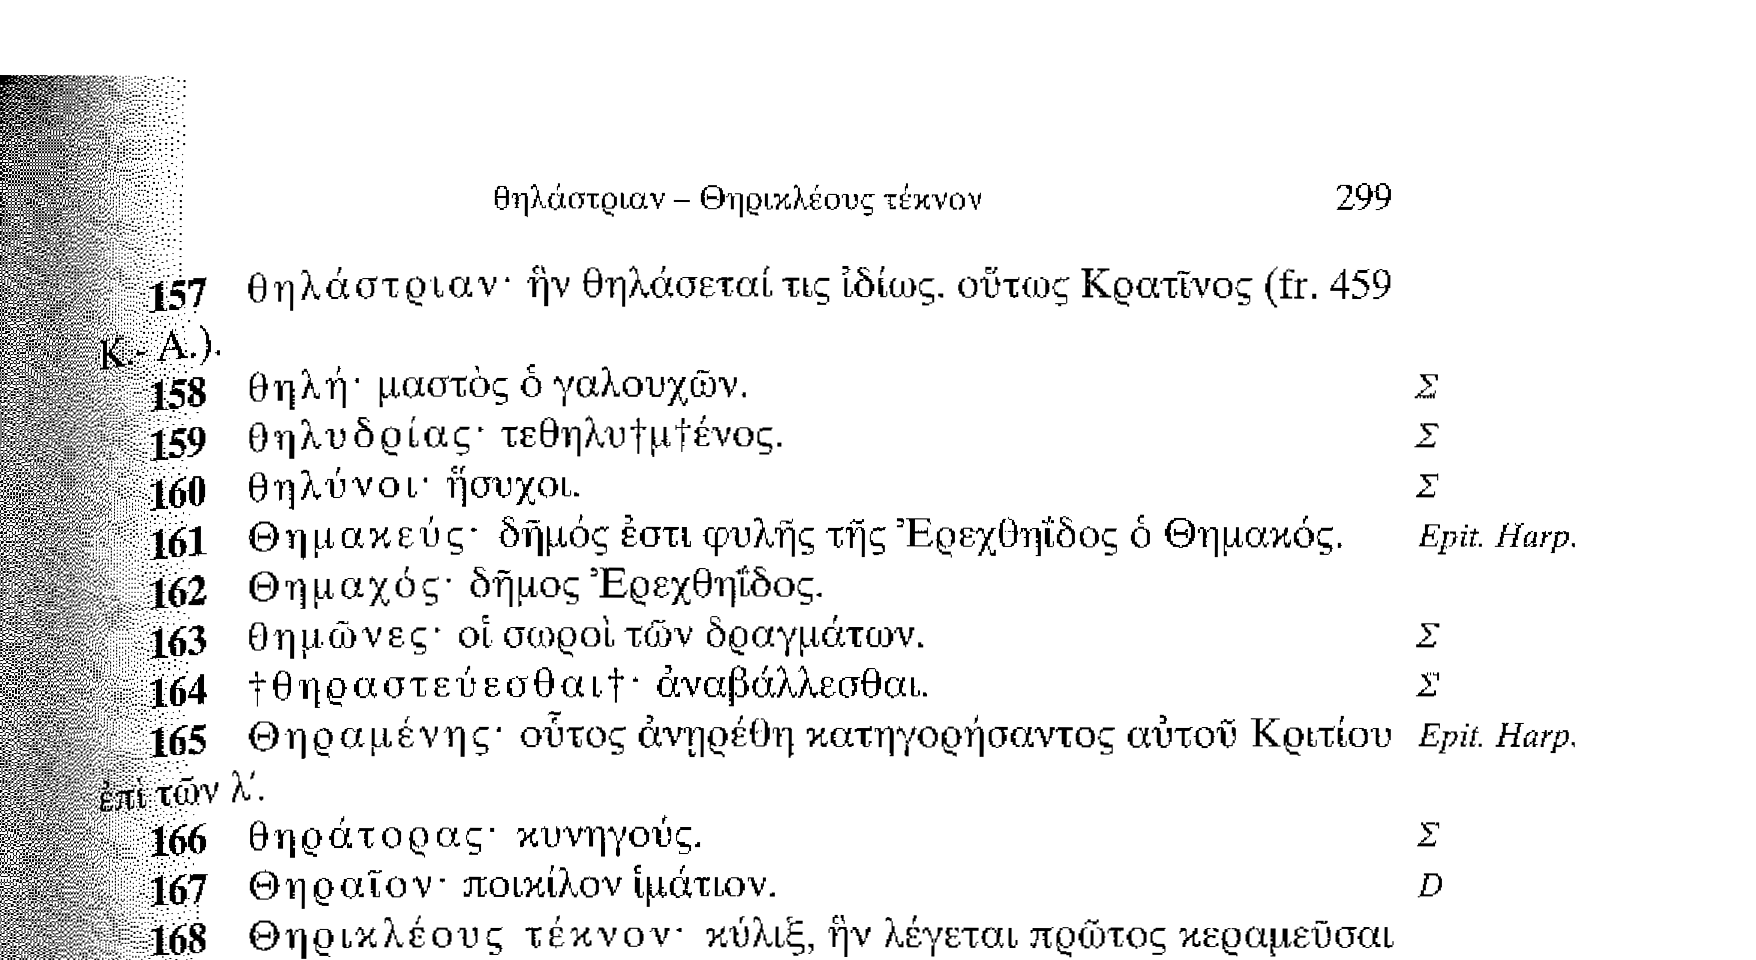 θηλάστριαν – Θηρικλέους τέκνον 299
157 θηλάστριαν· ἣν θηλάσεταί τις ἰδίως. οὕτως Κρατῖνος (fr. 459
K.- A.).
158 θηλή· μαστὸς ὁ γαλουχῶν. Σ
159 θηλυδρίας· τεθηλυ†μ†ένος. Σ
160 θηλύνοι· ἥσυχοι. Σ
161 Θημακεύς· δῆμός ἐστι φυλῆς τῆς Ἐρεχθηΐδος ὁ Θημακός. Epit. Harp.
162 Θημαχός· δῆμος Ἐρεχθηΐδος.
163 θημῶνες· οἱ σωροὶ τῶν δραγμάτων. Σ
164 †θηραστεύεσθαι†· ἀναβάλλεσθαι. Σ
165 Θηραμένης· οὗτος ἀνῃρέθη κατηγορήσαντος αὐτοῦ Κριτίου Epit. Harp.
ἐπὶ τῶν λ΄.
166 θηράτορας· κυνηγούς. Σ
167 Θηραῖον· ποικίλον ἱμάτιον. D
168 Θηρικλέους τέκνον· κύλιξ, ἣν λέγεται πρῶτος κεραμεῦσαι